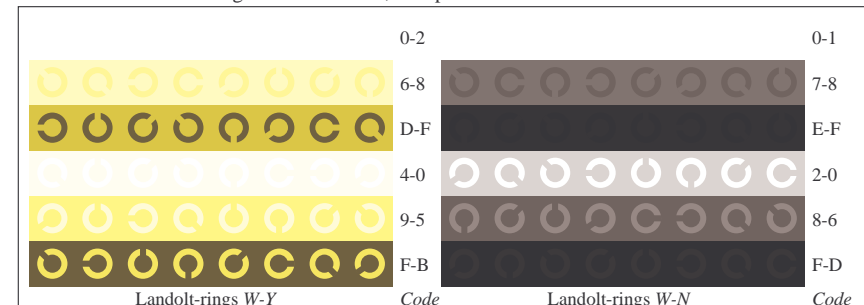 0-2 0-1
6-8 7-8
D-F E-F
4-0 2-0
9-5 8-6
F-B F-D
Landolt-rings W-Y Code Landolt-rings W-N Code